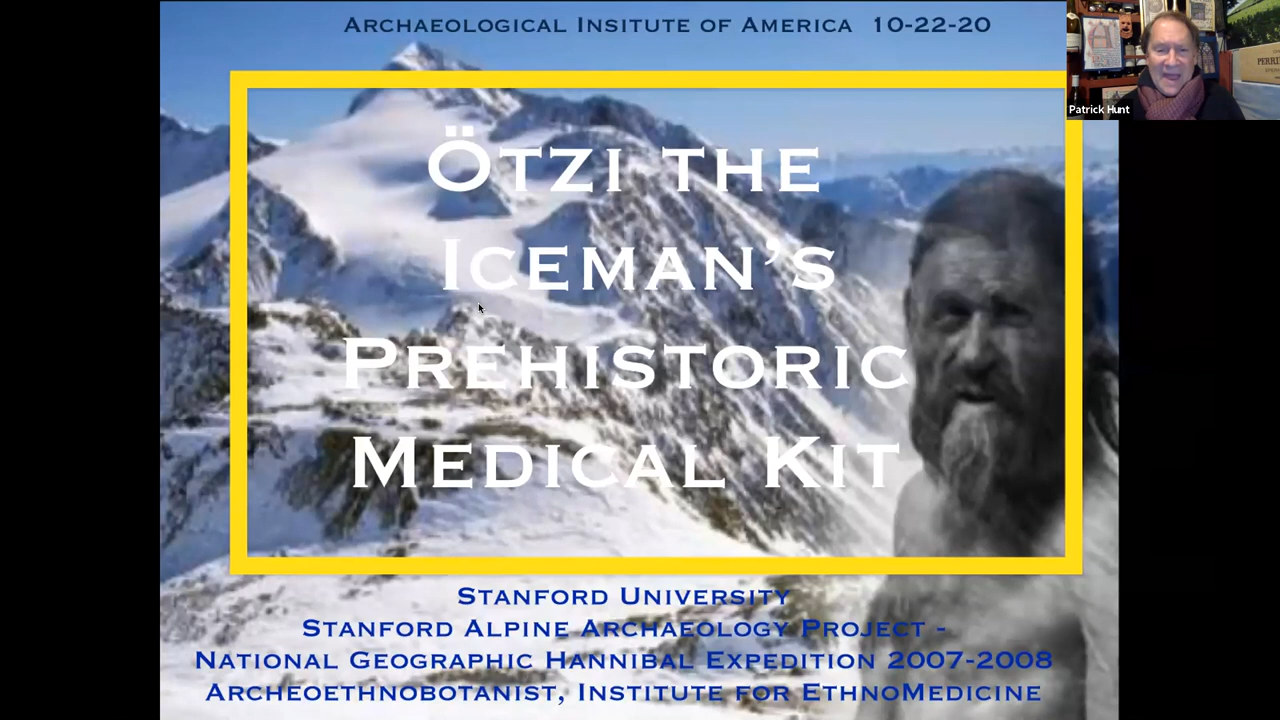 ARCHAEOLOGICAL INSITUTE OF AMERICA 10-22-20
ÖTZI THE
ICEMAN'S
PREHISTORIC
MEDICAL KIT
STANFORD UNIVERSITY
STANFORD ALPINE ARCHAEOLOGY PROJECT -
NATIONAL GEOGRAPHIC HANNIBAL EXPEDITION 2007-2008
ARCHEOETHNOBOTANIST, INSTITUTE FOR ETHNOMEDICINE
Patrick Hunt